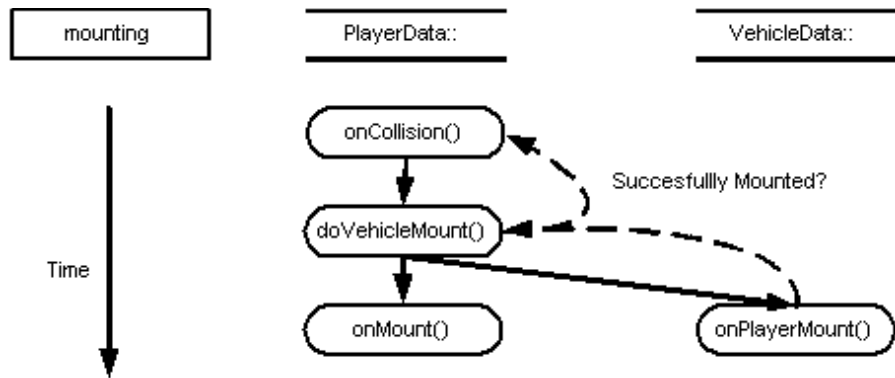 mounting
PlayerData::
VehicleData::
onCollision()
Succesfullly Mounted?
doVehicleMount()
Time
onMount()
onPlayerMount()